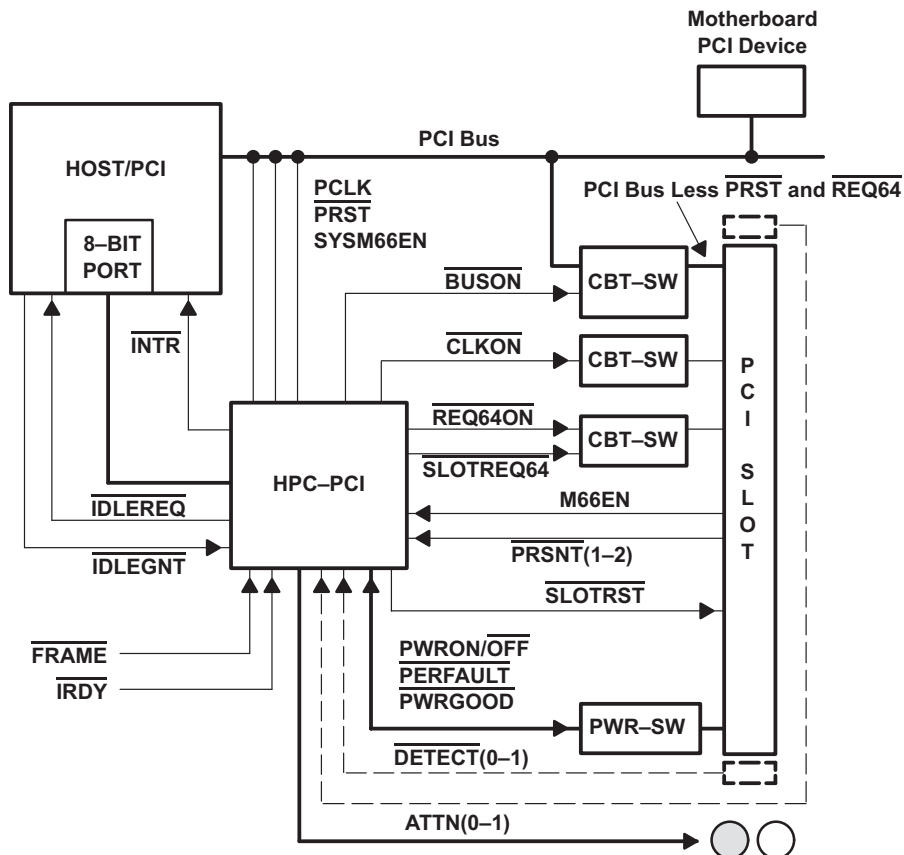 Motherboard
PCI Device
PCI Bus
HOST/PCI
PCI Bus Less PRST and REQ64
PCLK
PRST
SYSM66EN
8–BIT
PORT
BUSON
CBT–SW
INTR
CLKON
CBT–SW
PCI SLOT
REQ64ON
CBT–SW
SLOTREQ64
HPC–PCI
M66EN
IDLEREQ
PRSNT(1–2)
IDLEGNT
SLOTRST
FRAME
PWRON/OFF
PERFAULT
PWRGOOD
IRDY
PWR–SW
DETECT(0–1)
ATTN(0–1)